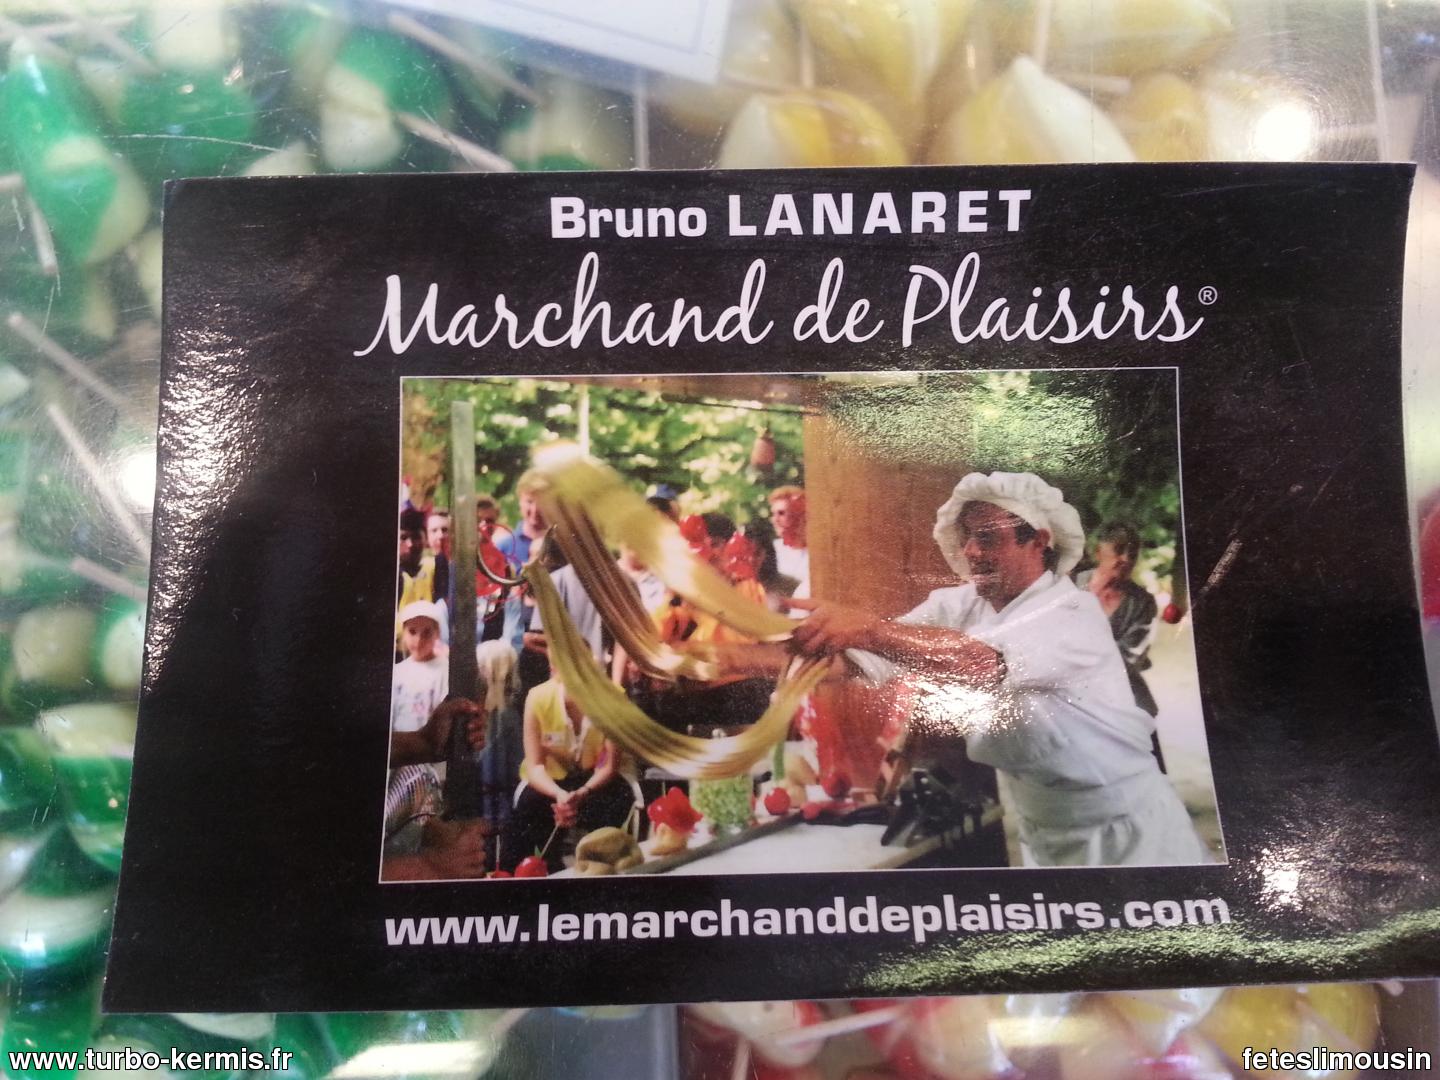 Bruno LANARET
Marchand de Plaisirs®
www.lemarchanddeplaisirs.com
www.turbo-kermis.fr
feteslimousin